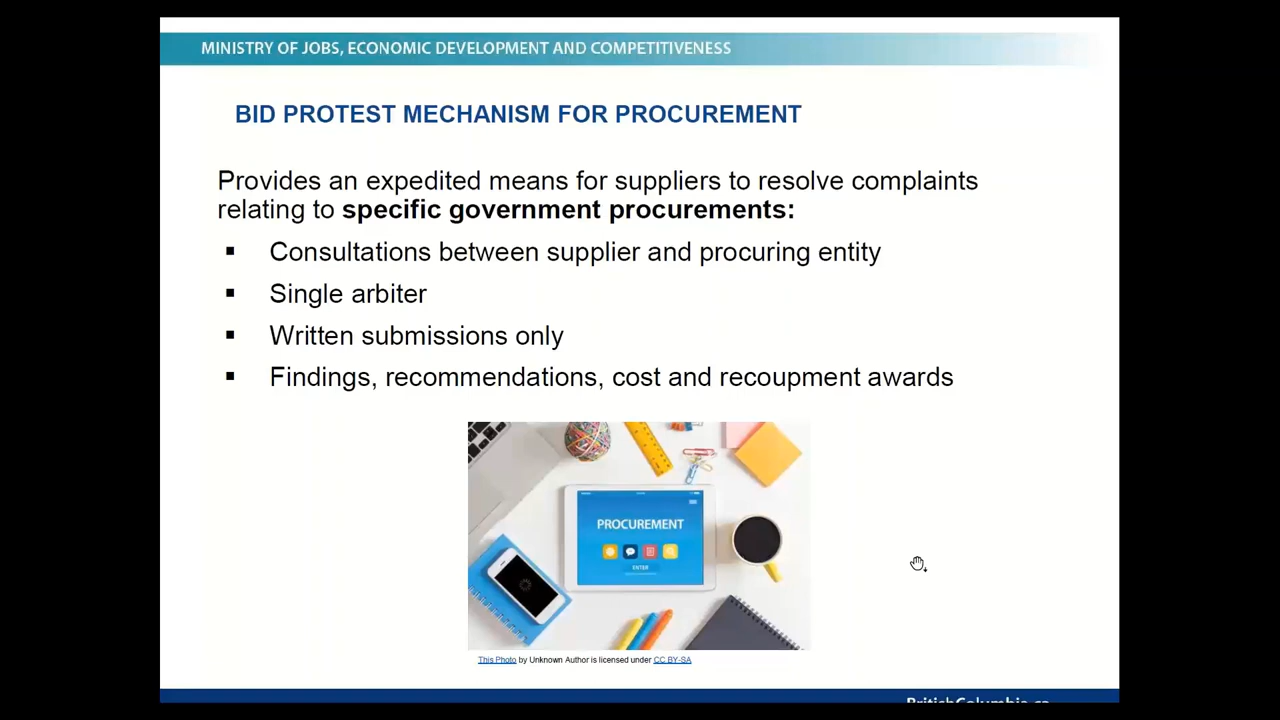 MINISTRY OF JOBS, ECONOMIC DEVELOPMENT AND COMPETITIVENESS
BID PROTEST MECHANISM FOR PROCUREMENT
Provides an expedited means for suppliers to resolve complaints
relating to specific government procurements:
▪ Consultations between supplier and procuring entity
▪ Single arbiter
▪ Written submissions only
▪ Findings, recommendations, cost and recoupment awards
PROCUREMENT
ENTER
This Photo by Unknown Author is licensed under CC BY-SA
BritishColumbia.ca